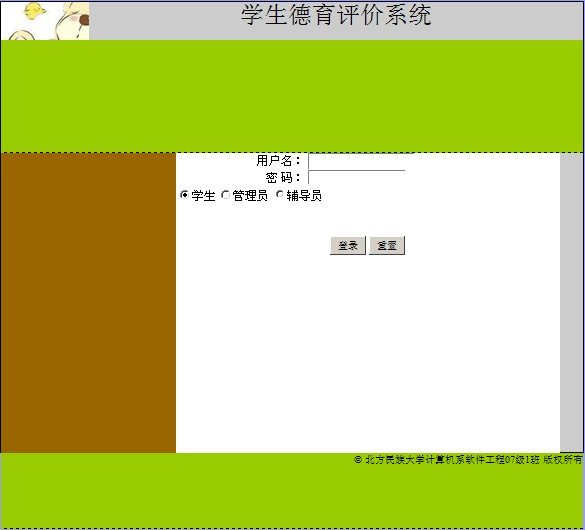 学生德育评价系统
用户名：
密 码：
学生 管理员 辅导员
登录 重置
© 北方民族大学计算机系软件工程07级1班 版权所有